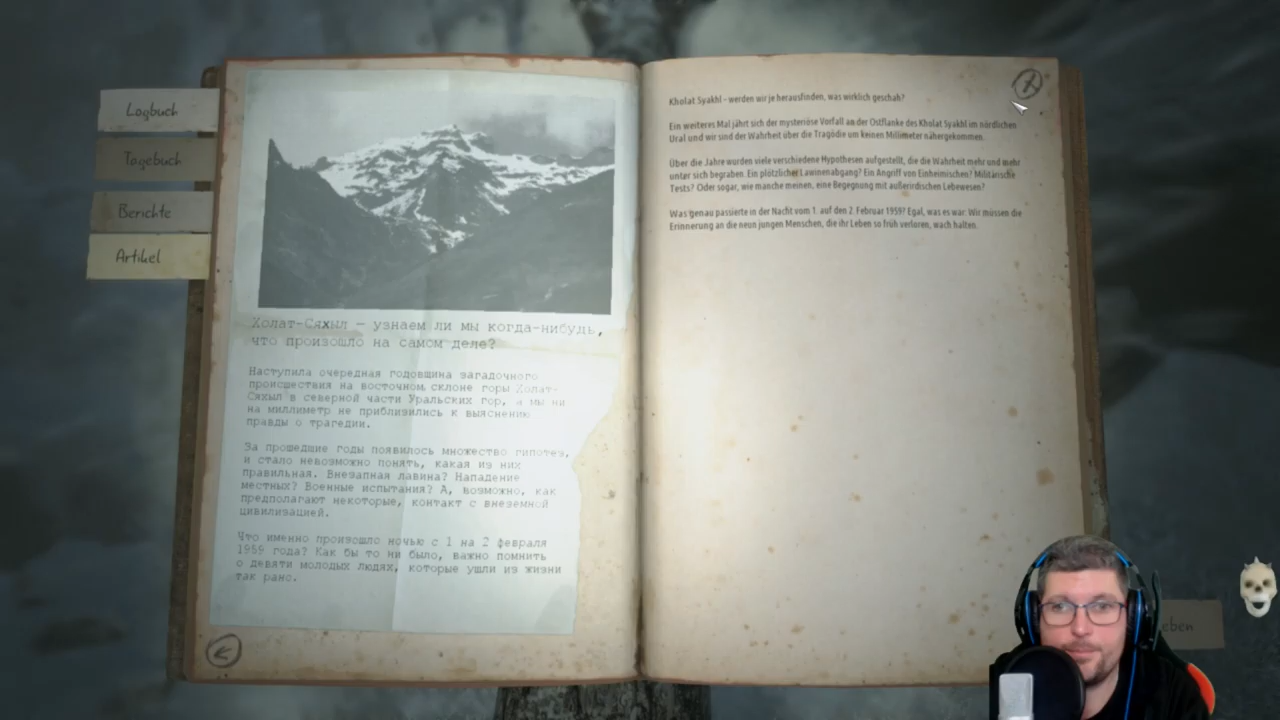 Logbuch
Tagebuch
Berichte
Artikel
Холат-Сяхыл — узнаем ли мы когда-нибудь,
что произошло на самом деле?
Наступила очередная годовщина загадочного
происшествия на восточном склоне горы Холат-
Сяхыл в северной части Уральских гор, а мы ни
на миллиметр не приблизились к выяснению
правды о трагедии.
За прошедшие годы появилось множество гипотез,
и стало невозможно понять, какая из них
правильная. Внезапная лавина? Нападение
местных? Военные испытания? А, возможно, как
предполагают некоторые, контакт с внеземной
цивилизацией.
Что именно произошло ночью с 1 на 2 февраля
1959 года? Как бы то ни было, важно помнить
о девяти молодых людях, которые ушли из жизни
так рано.
Kholat Syakhl – werden wir je herausfinden, was wirklich geschah?
Ein weiteres Mal jährt sich der mysteriöse Vorfall an der Ostflanke des Kholat Syakhl im nördlichen
Ural und wir sind der Wahrheit über die Tragödie um keinen Millimeter nähergekommen.
Über die Jahre wurden viele verschiedene Hypothesen aufgestellt, die die Wahrheit mehr und mehr
unter sich begraben. Ein plötzlicher Lawinenabgang? Ein Angriff von Einheimischen? Militärische
Tests? Oder sogar, wie manche meinen, eine Begegnung mit außerirdischen Lebewesen?
Was genau passierte in der Nacht vom 1. auf den 2. Februar 1959? Egal, was es war: Wir müssen die
Erinnerung an die neun jungen Menschen, die ihr Leben so früh verloren, wach halten.